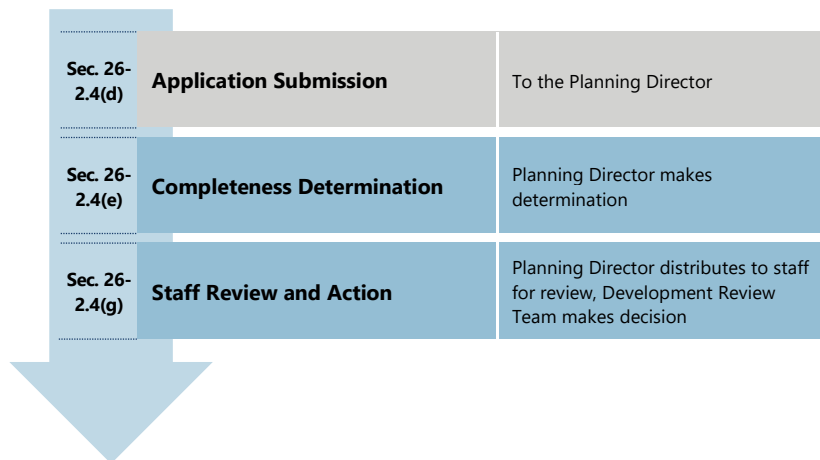 Sec. 26-
2.4(d)
Application Submission
To the Planning Director
Sec. 26-
2.4(e)
Completeness Determination
Planning Director makes
determination
Sec. 26-
2.4(g)
Staff Review and Action
Planning Director distributes to staff
for review, Development Review
Team makes decision